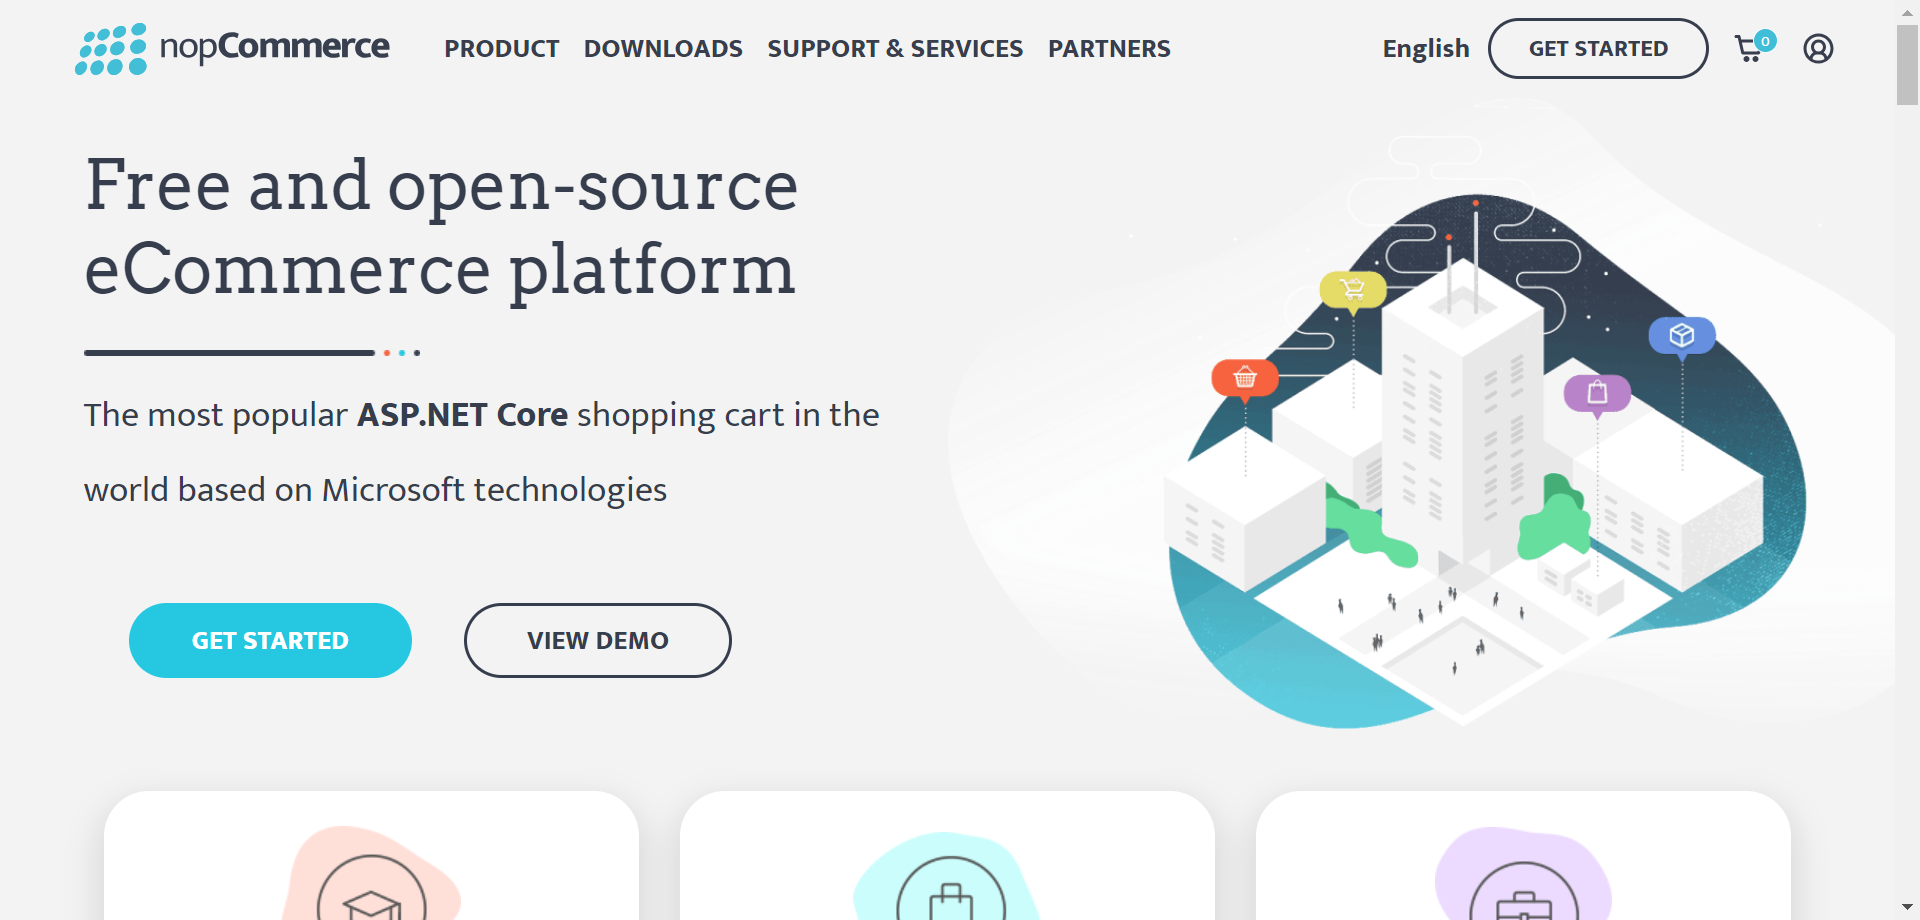 nopCommerce
PRODUCT DOWNLOADS SUPPORT & SERVICES PARTNERS
English GET STARTED 0
Free and open-source
eCommerce platform
The most popular ASP.NET Core shopping cart in the
world based on Microsoft technologies
GET STARTED VIEW DEMO